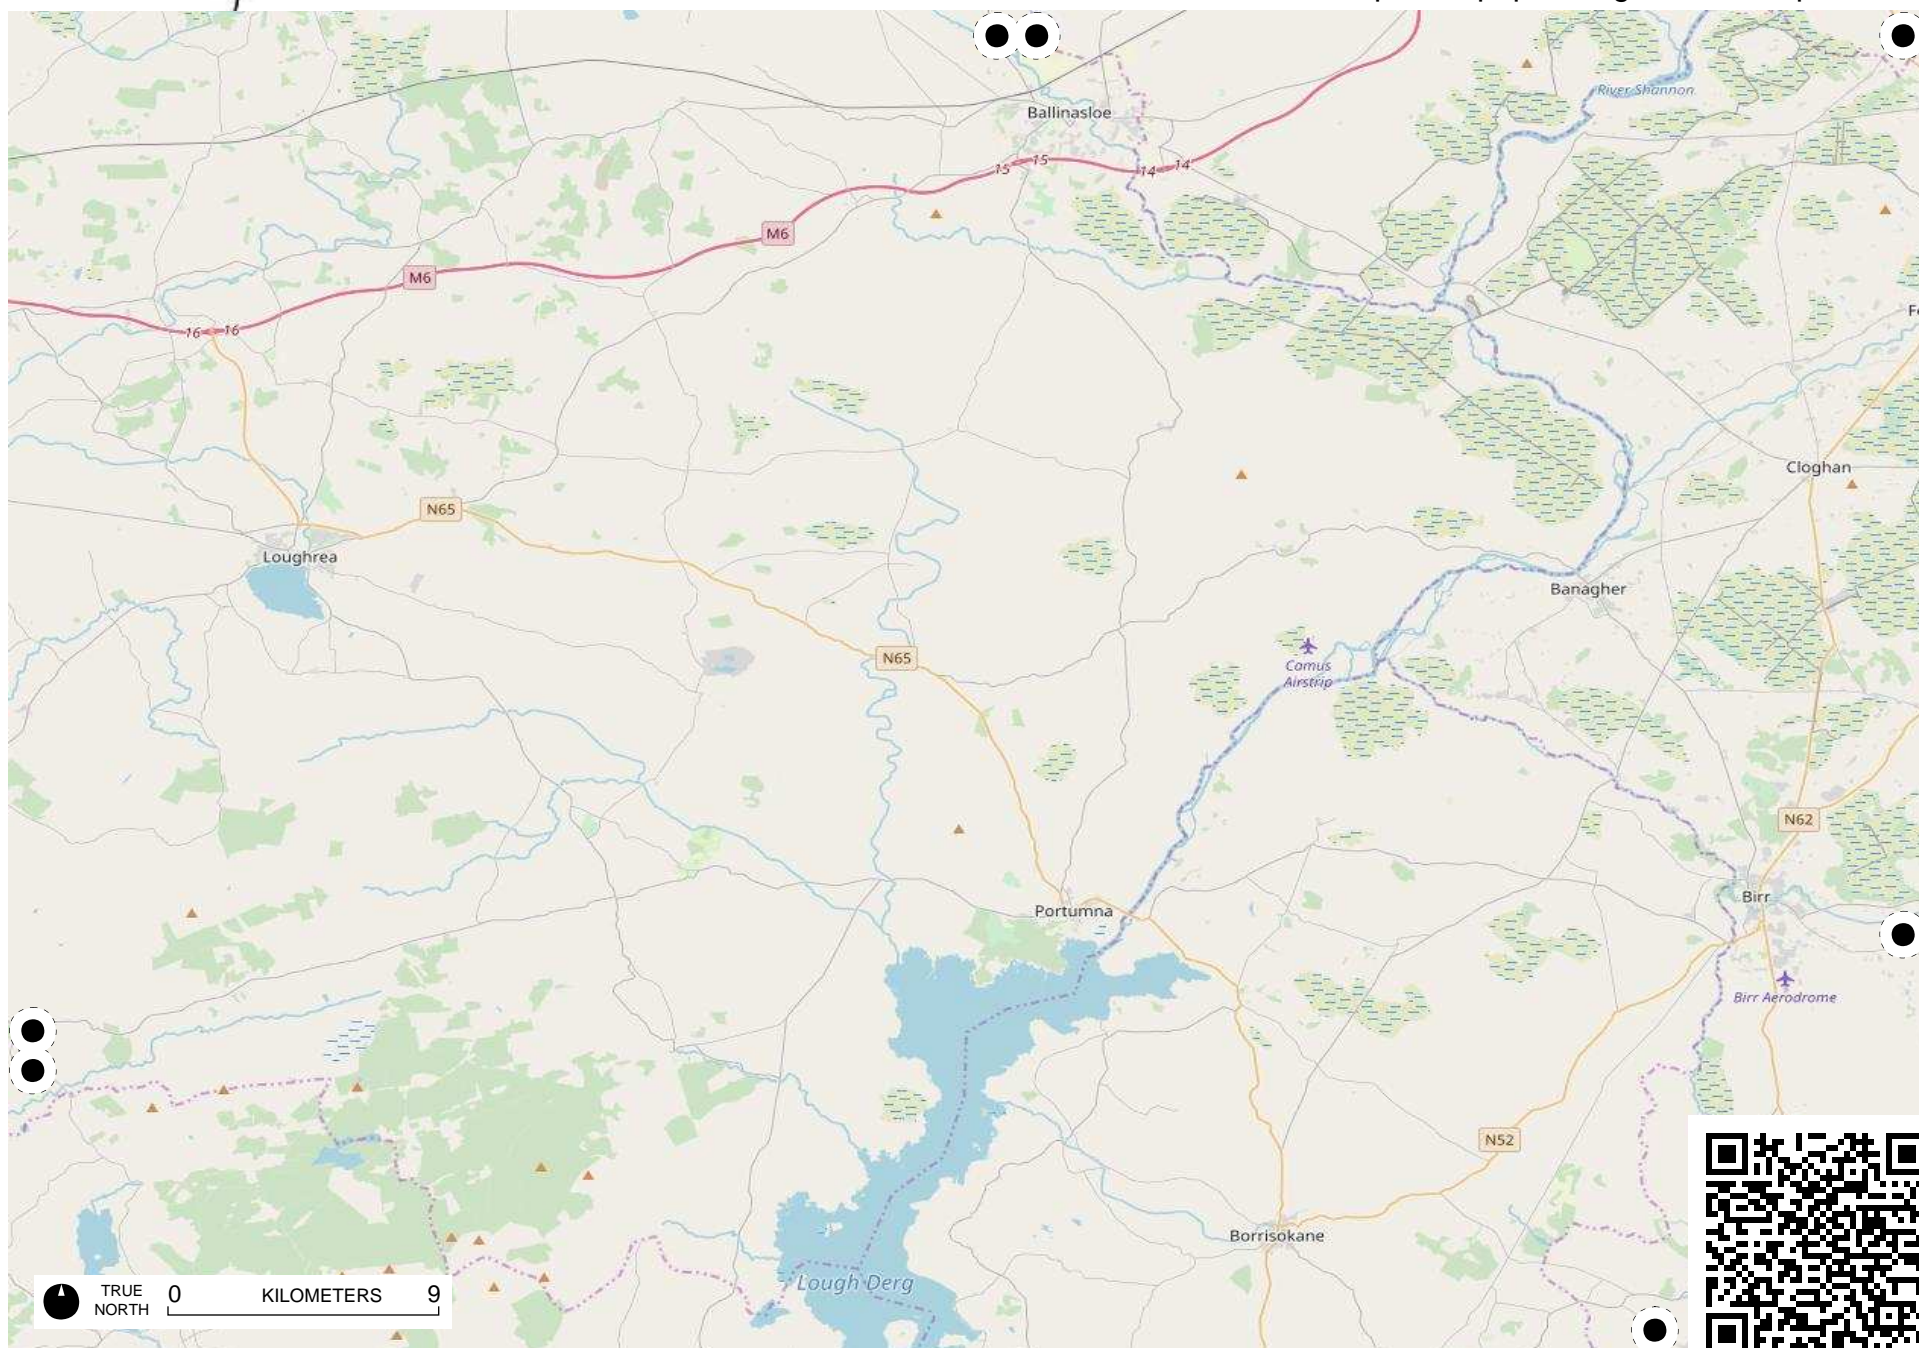 River Shannon
Ballinasloe
15
15
14
14
M6
M6
16
16
Cloghan
N65
Loughrea
Banagher
N65
Camus
Airstrip
N62
Birr
Portumna
Birr Aerodrome
N52
Borrisokane
Lough Derg
TRUE
NORTH
0
KILOMETERS
9